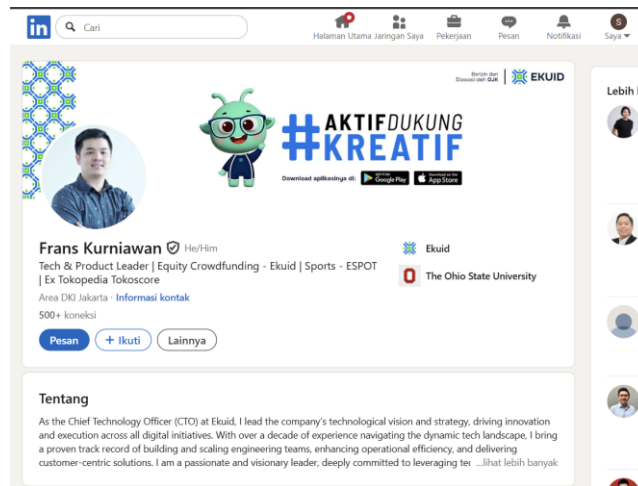 in
Cari
Halaman Utama
Jaringan Saya
Pekerjaan
Pesan
Notifikasi
S
Saya
Berizin dan
Diawasi oleh OJK
EKUID
#AKTIFDUKUNG
KREATIF
Download aplikasinya di:
Google Play
App Store
Frans Kurniawan He/Him
Tech & Product Leader | Equity Crowdfunding - Ekuid | Sports - ESPOT
| Ex Tokopedia Tokoscore
Area DKI Jakarta · Informasi kontak
500+ koneksi
Pesan
+ Ikuti
Lainnya
Ekuid
The Ohio State University
Tentang
As the Chief Technology Officer (CTO) at Ekuid, I lead the company's technological vision and strategy, driving innovation
and execution across all digital initiatives. With over a decade of experience navigating the dynamic tech landscape, I bring
a proven track record of building and scaling engineering teams, enhancing operational efficiency, and delivering
customer-centric solutions. I am a passionate and visionary leader, deeply committed to leveraging tec ...lihat lebih banyak
Lebih